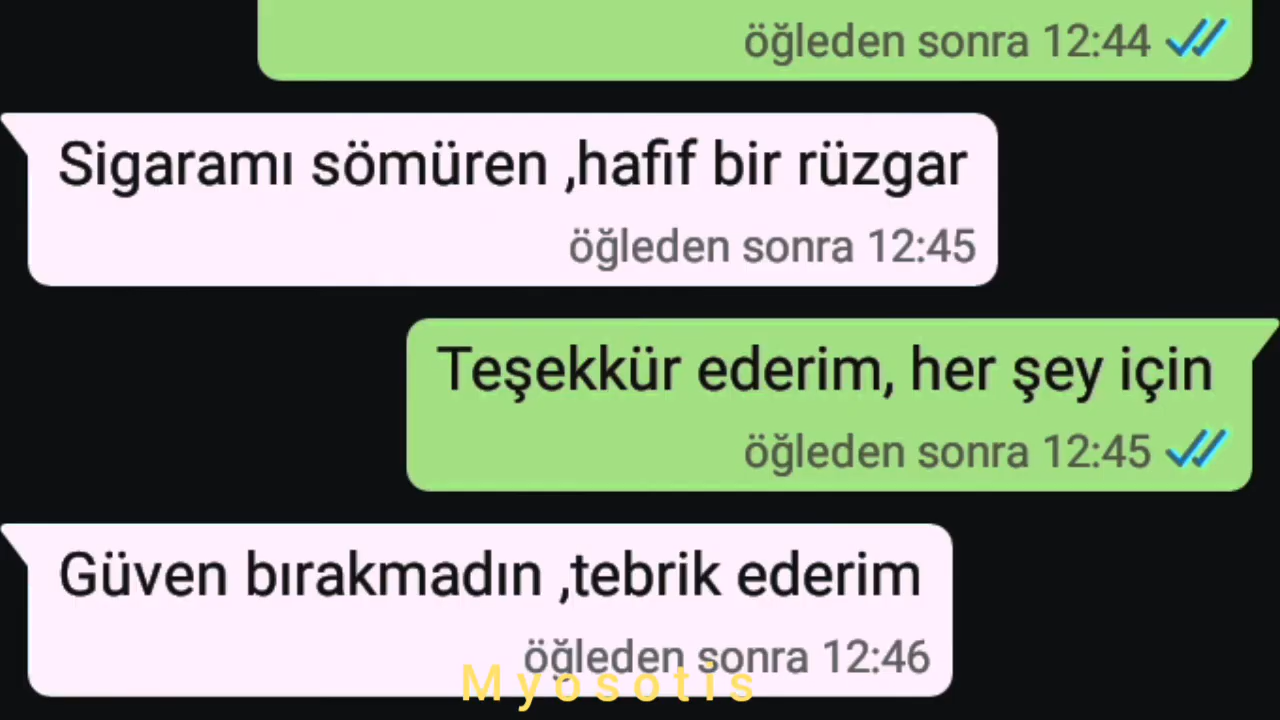 öğleden sonra 12:44
Sigaramı sömüren ,hafif bir rüzgar
öğleden sonra 12:45
Teşekkür ederim, her şey için
öğleden sonra 12:45
Güven bırakmadın ,tebrik ederim
öğleden sonra 12:46
Myosotis